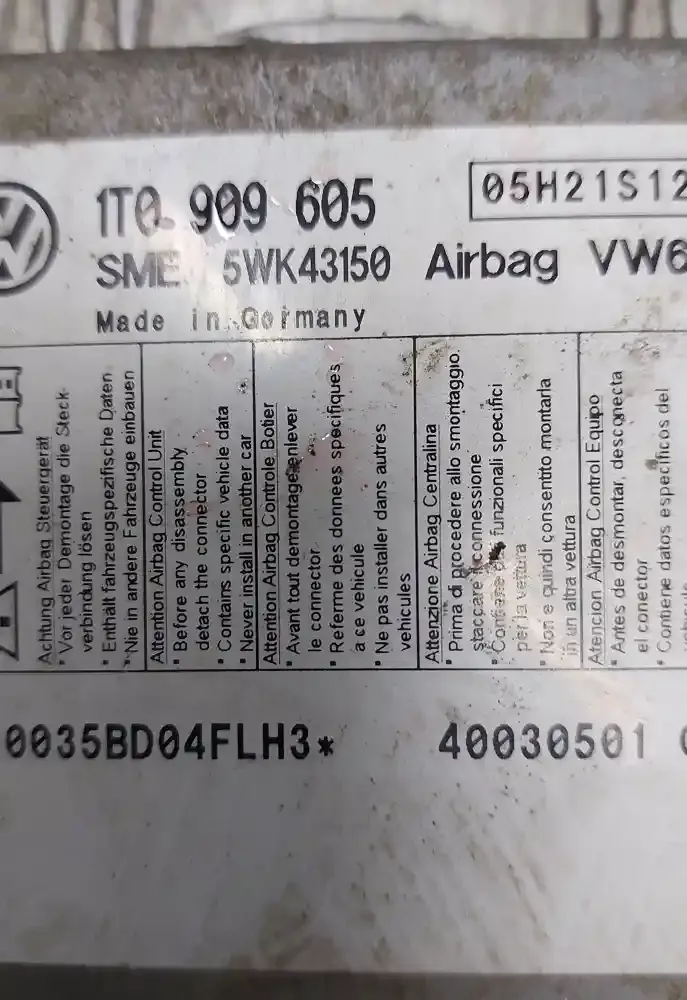 1T0 909 605
05H21S12
SME 5WK43150 Airbag VW6
Made in Germany
Achtung Airbag Steuergerät
* Vor jeder Demontage die Steck-
verbindung lösen
* Enthält fahrzeugspezifische Daten
* Nie in andere Fahrzeuge einbauen
Attention Airbag Control Unit
* Before any disassembly
detach the connector
* Contains specific vehicle data
* Never install in another car
Attention Airbag Controle Botier
* Avant tout demontage enlever
le connector
* Referme des donnees specifiques
a ce vehicule
* Ne pas installer dans autres
vehicules
Attenzione Airbag Centralina
* Prima di procedere allo smontaggio.
staccare connessione
* Contiene funzionali specifici
per la vettura
* Non e quindi consentito montarla
in un altra vettura
Atencion Airbag Control Equipo
* Antes de desmontar, desconecta
el conector
* Contiene datos especificos del
0035BD04FLH3* 40030501